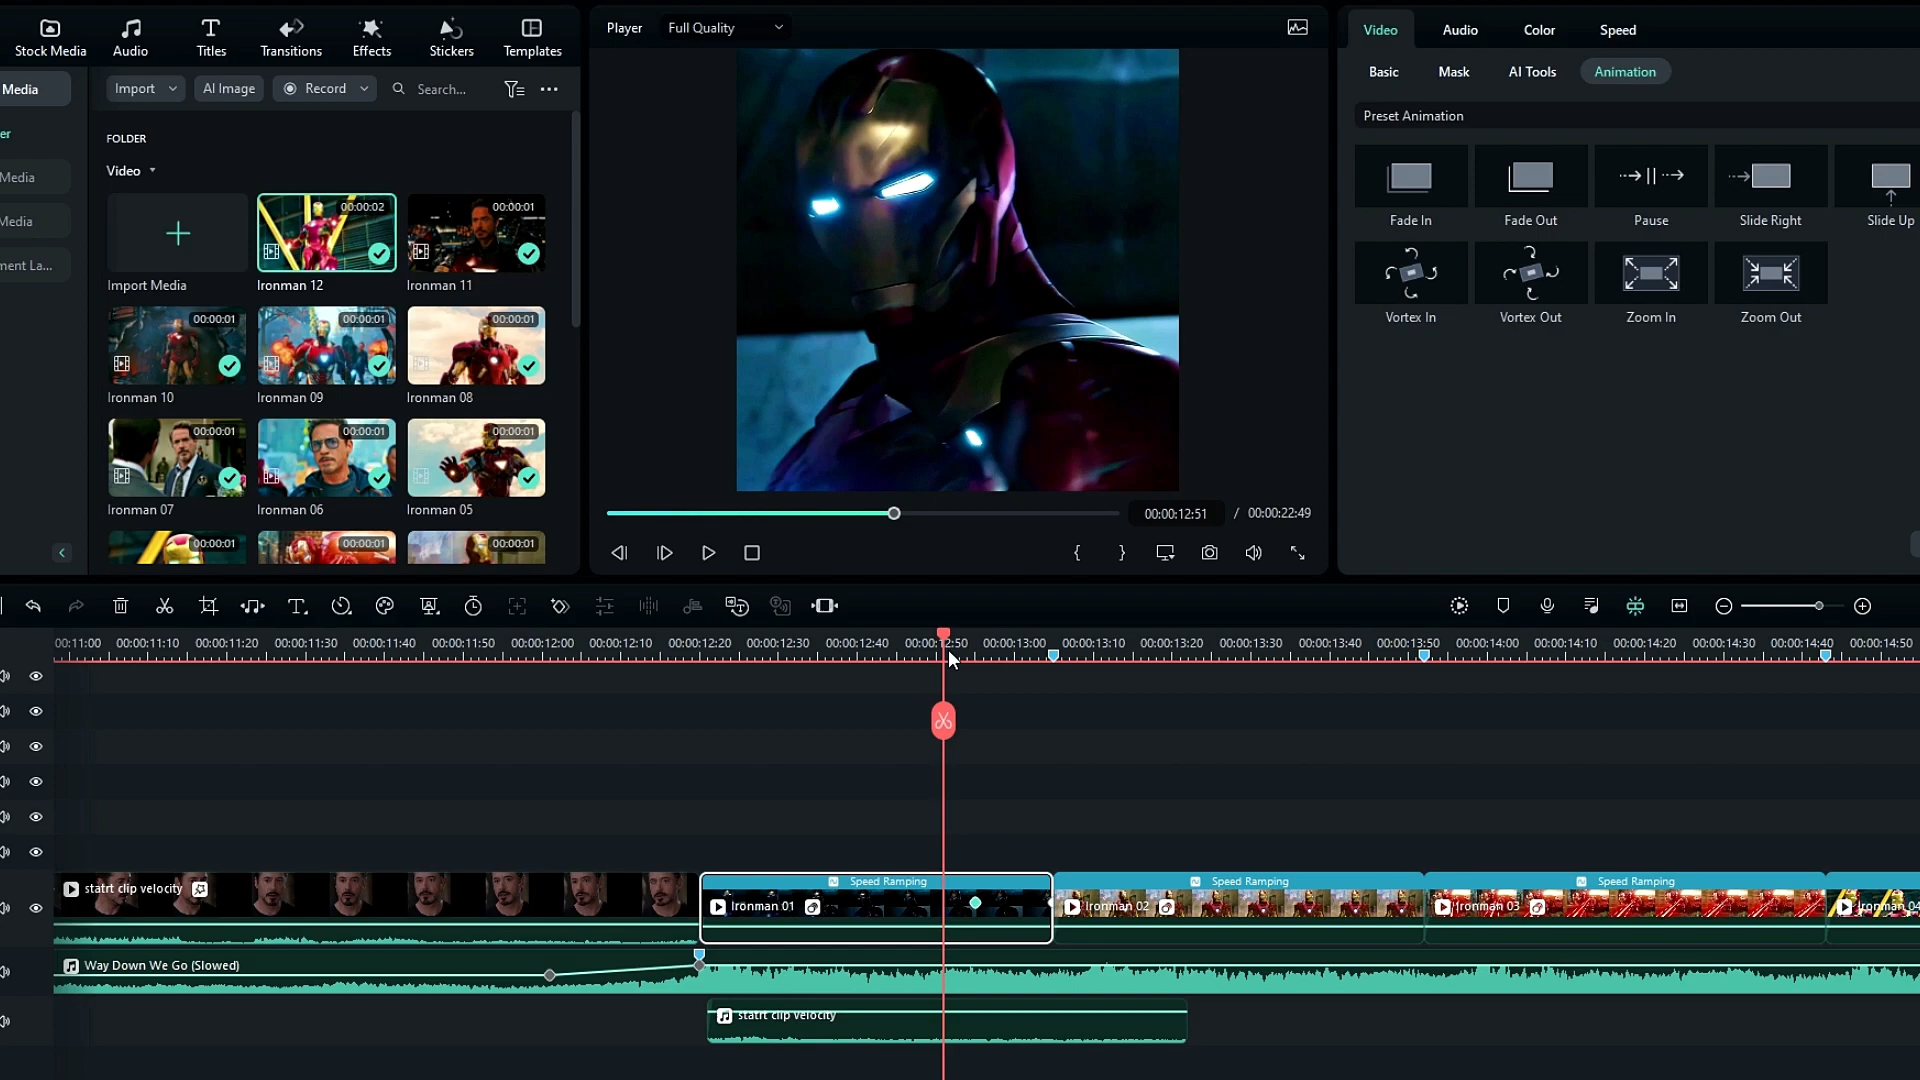 Stock Media
Audio
Titles
Transitions
Effects
Stickers
Templates
Media
Import
AI Image
Record
Search...
er
Media
Media
ment La...
FOLDER
Video
Import Media
00:00:02
Ironman 12
00:00:01
Ironman 11
00:00:01
Ironman 10
00:00:01
Ironman 09
00:00:01
Ironman 08
00:00:01
Ironman 07
00:00:01
Ironman 06
00:00:01
Ironman 05
00:00:01
00:00:01
00:00:01
Player
Full Quality
00:00:12:51 / 00:00:22:49
Video
Audio
Color
Speed
Basic
Mask
AI Tools
Animation
Preset Animation
Fade In
Fade Out
Pause
Slide Right
Slide Up
Vortex In
Vortex Out
Zoom In
Zoom Out
00:11:00 00:00:11:10 00:00:11:20 00:00:11:30 00:00:11:40 00:00:11:50 00:00:12:00 00:00:12:10 00:00:12:20 00:00:12:30 00:00:12:40 00:00:12:50 00:00:13:00 00:00:13:10 00:00:13:20 00:00:13:30 00:00:13:40 00:00:13:50 00:00:14:00 00:00:14:10 00:00:14:20 00:00:14:30 00:00:14:40 00:00:14:50
statrt clip velocity
Speed Ramping
Ironman 01
Speed Ramping
Ironman 02
Speed Ramping
Ironman 03
Ironman 04
Way Down We Go (Slowed)
statrt clip velocity